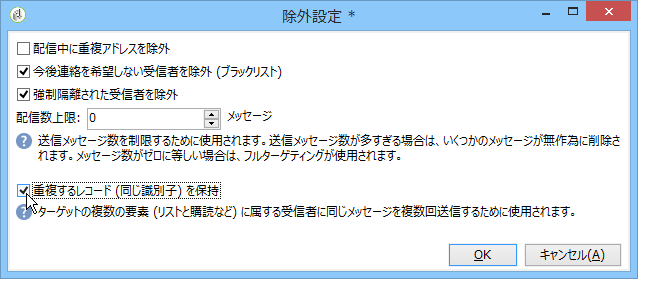 除外設定 *
配信中に重複アドレスを除外
今後連絡を希望しない受信者を除外 (ブラックリスト)
強制隔離された受信者を除外
配信数上限: 0 メッセージ
送信メッセージ数を制限するために使用されます。送信メッセージ数が多すぎる場合は、いくつかのメッセージが無作為に削除さ
れます。メッセージ数がゼロに等しい場合は、フルターゲティングが使用されます。
重複するレコード (同じ識別子) を保持
ターゲットの複数の要素 (リストと購読など) に属する受信者に同じメッセージを複数回送信するために使用されます。
OK キャンセル(A)